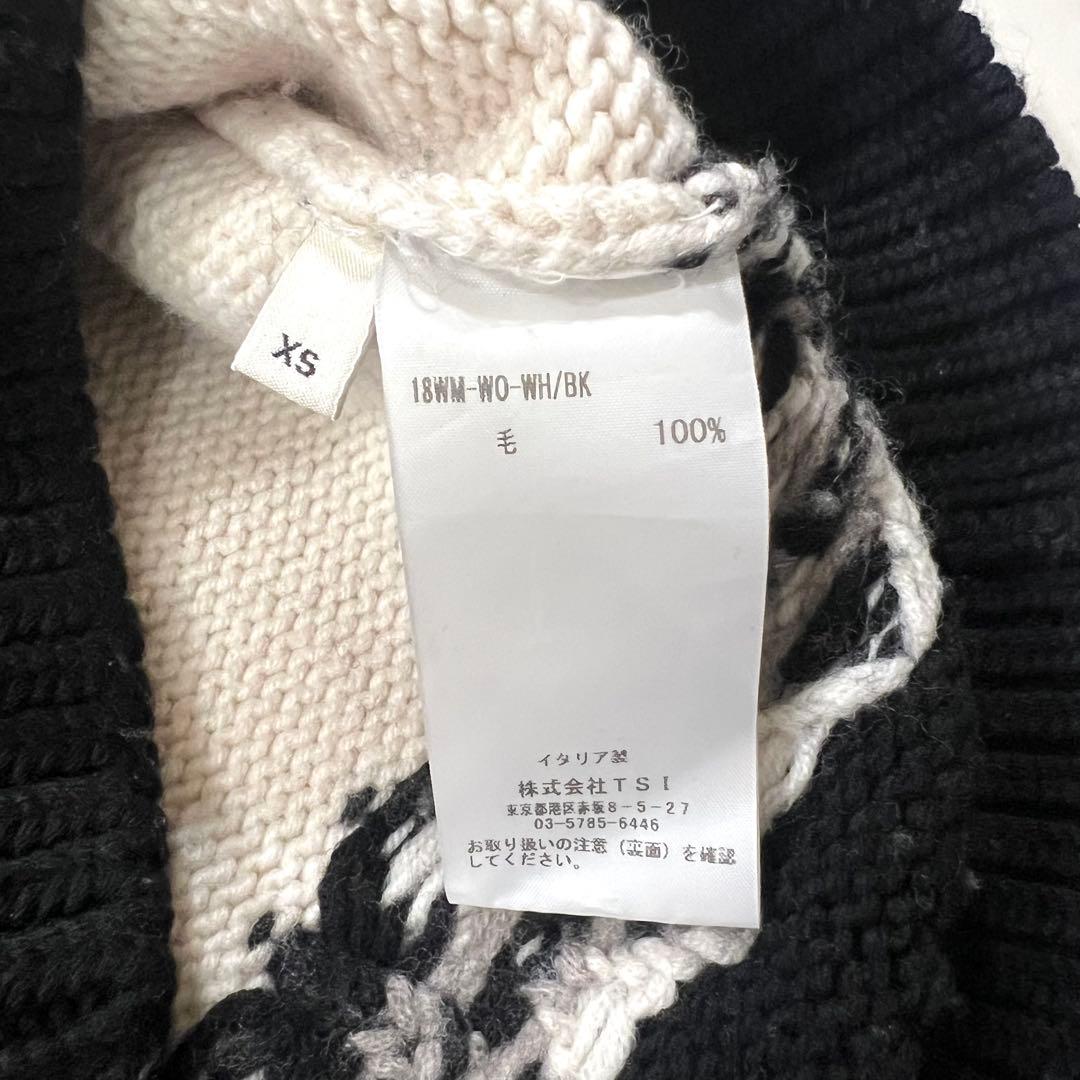 XS
18WM-WO-WH/BK
毛 100%
イタリア製
株式会社TSI
東京都港区赤坂8-5-27
03-5785-6446
お取り扱いの注意(裏面)を確認
してください。